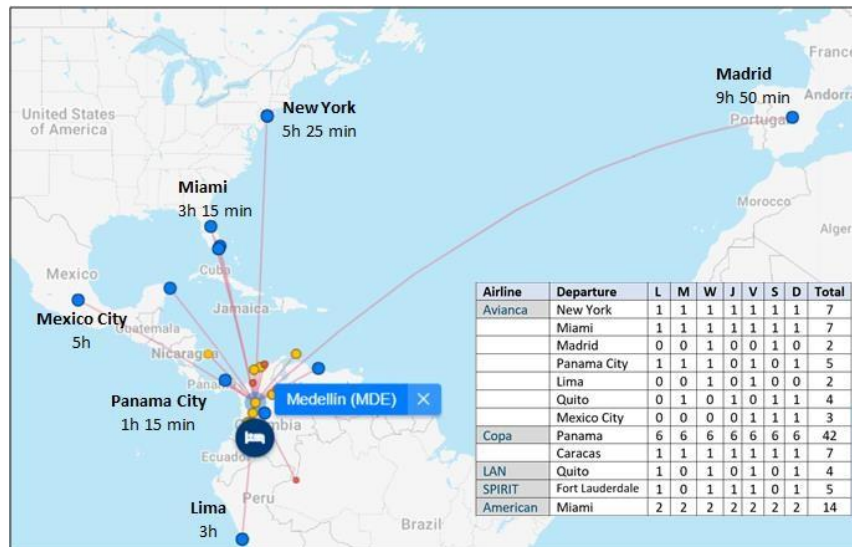 France
Madrid
9h 50 min
Andorra
Portugal
New York
5h 25 min
United States
of America
Miami
3h 15 min
Morocco
Alger
Mexico
Cuba
Jamaica
Mexico City
5h
Guatemala
Nicaragua
Panama City
1h 15 min
Medellín (MDE) ×
Colombia
Ecuador
Peru
Lima
3h
Brazil
Airline Departure L M W J V S D Total
Avianca New York 1 1 1 1 1 1 1 7
Miami 1 1 1 1 1 1 1 7
Madrid 0 0 1 0 0 1 0 2
Panama City 1 1 1 0 1 0 1 5
Lima 0 0 1 0 1 0 0 2
Quito 0 1 0 1 0 1 1 4
Mexico City 0 0 0 0 1 1 1 3
Copa Panama 6 6 6 6 6 6 6 42
Caracas 1 1 1 1 1 1 1 7
LAN Quito 1 0 1 0 1 0 1 4
SPIRIT Fort Lauderdale 1 0 1 1 1 0 1 5
American Miami 2 2 2 2 2 2 2 14